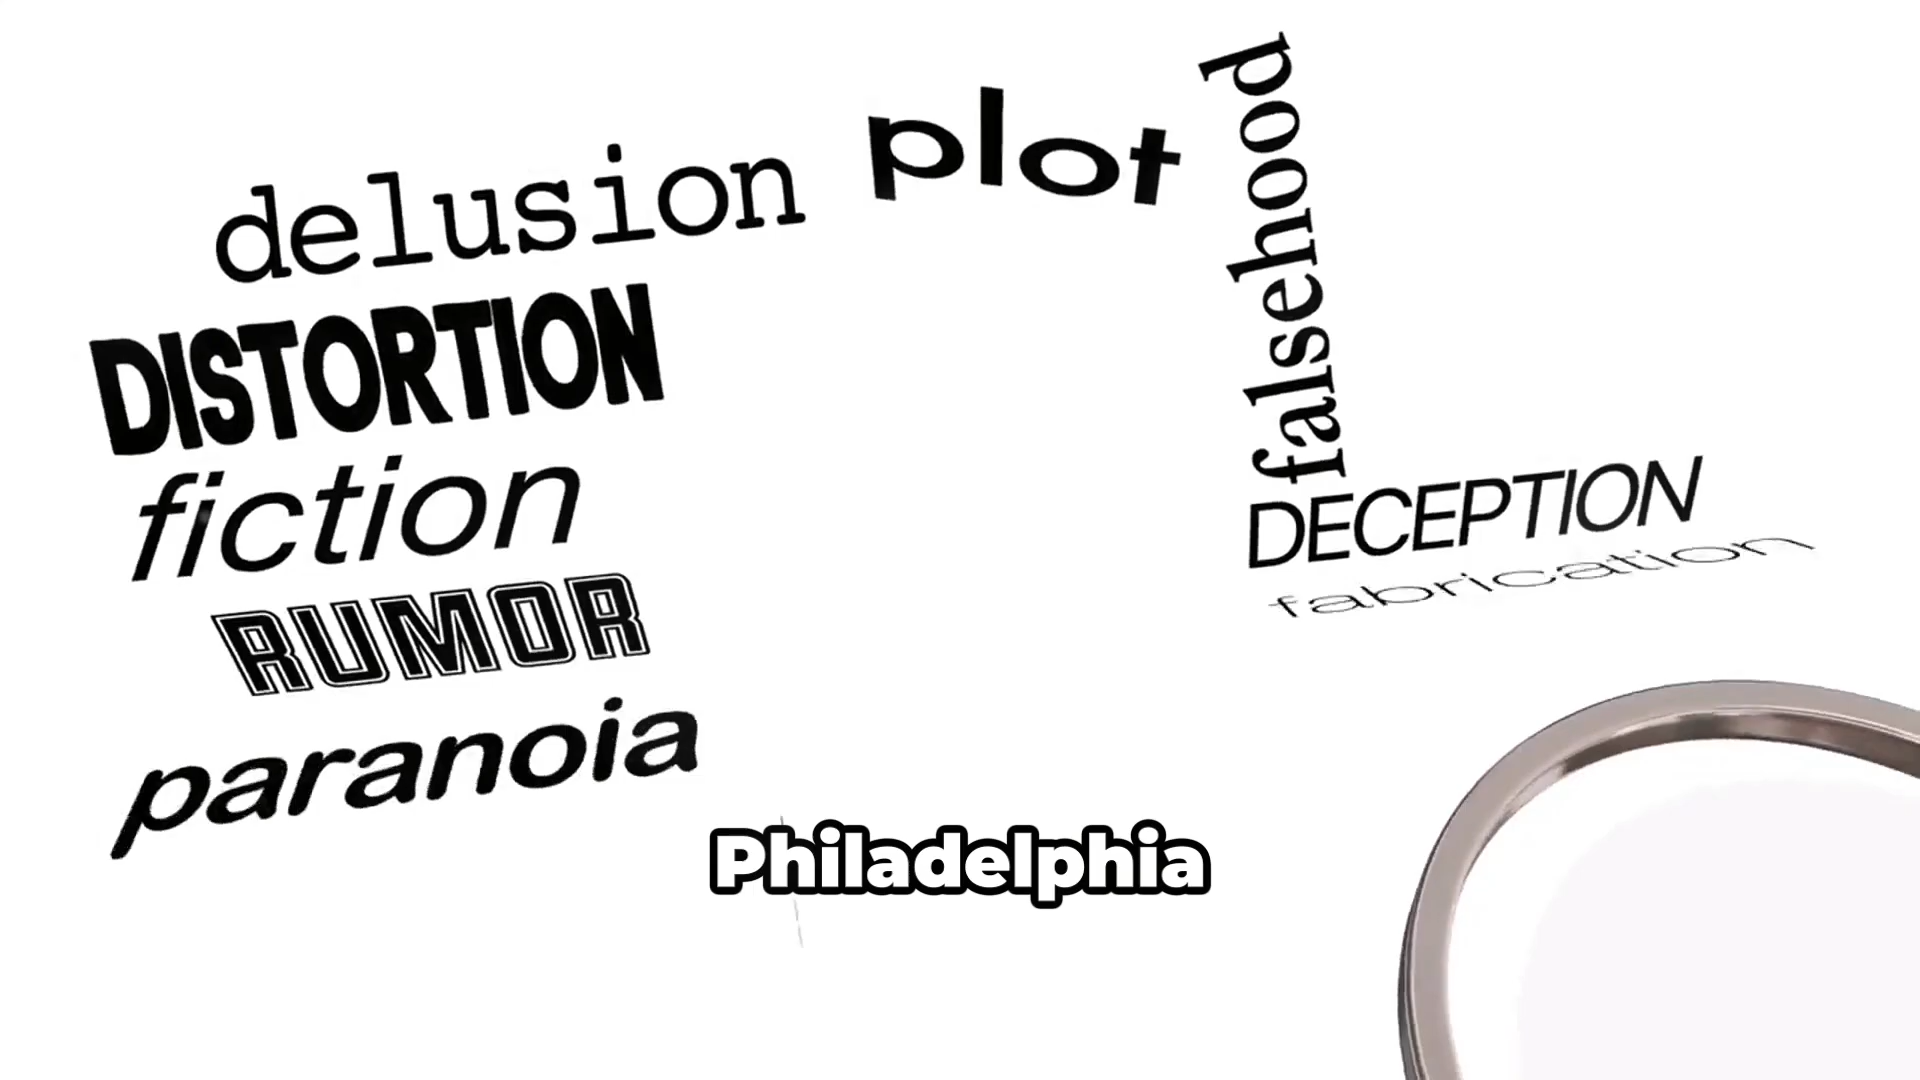 delusion
plot
falsehood
DISTORTION
fiction
DECEPTION
fabrication
RUMOR
paranoia
Philadelphia